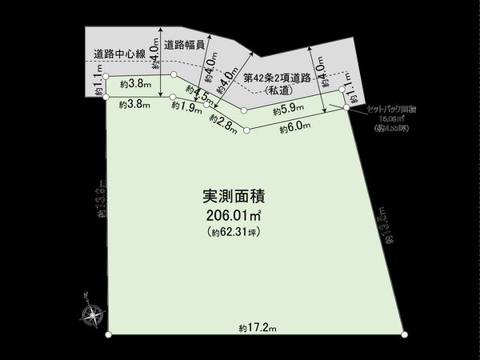 道路中心線
約4.0m
道路幅員
約4.0m
約4.0m
第42条2項道路
(私道)
約4.0m
約1.1m
約3.8m
約4.5m
約5.9m
約1.1m
約3.8m
約1.9m
約2.8m
約6.0m
セットバック面積
実測面積
206.01㎡
(約62.31坪)
約13.5m
約17.2m